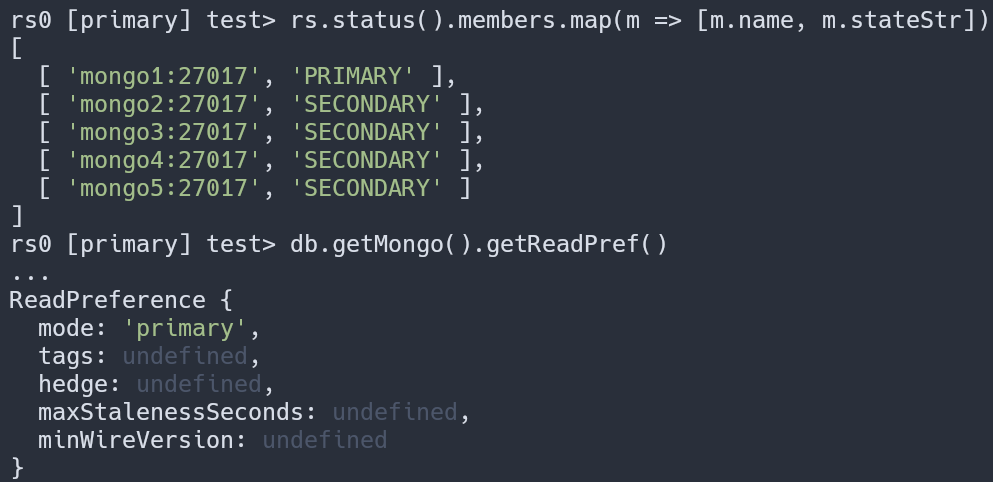 rs0 [primary] test> rs.status().members.map(m => [m.name, m.stateStr])
[
  [ 'mongo1:27017', 'PRIMARY' ],
  [ 'mongo2:27017', 'SECONDARY' ],
  [ 'mongo3:27017', 'SECONDARY' ],
  [ 'mongo4:27017', 'SECONDARY' ],
  [ 'mongo5:27017', 'SECONDARY' ]
]
rs0 [primary] test> db.getMongo().getReadPref()
...
ReadPreference {
  mode: 'primary',
  tags: undefined,
  hedge: undefined,
  maxStalenessSeconds: undefined,
  minWireVersion: undefined
}